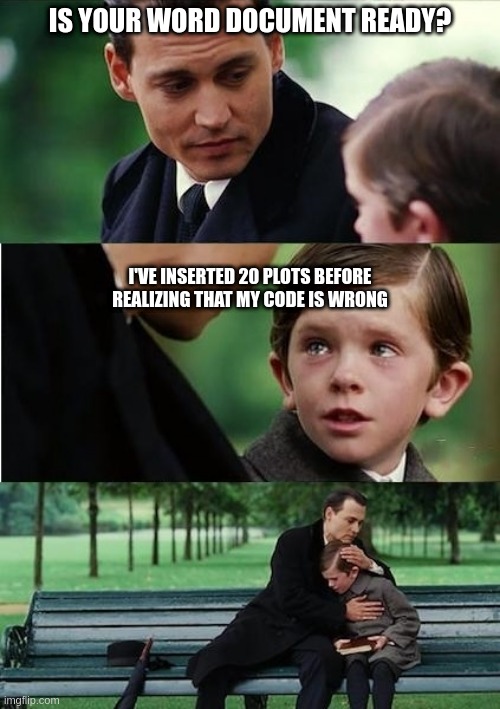 IS YOUR WORD DOCUMENT READY?
I'VE INSERTED 20 PLOTS BEFORE
REALIZING THAT MY CODE IS WRONG
imgflip.com